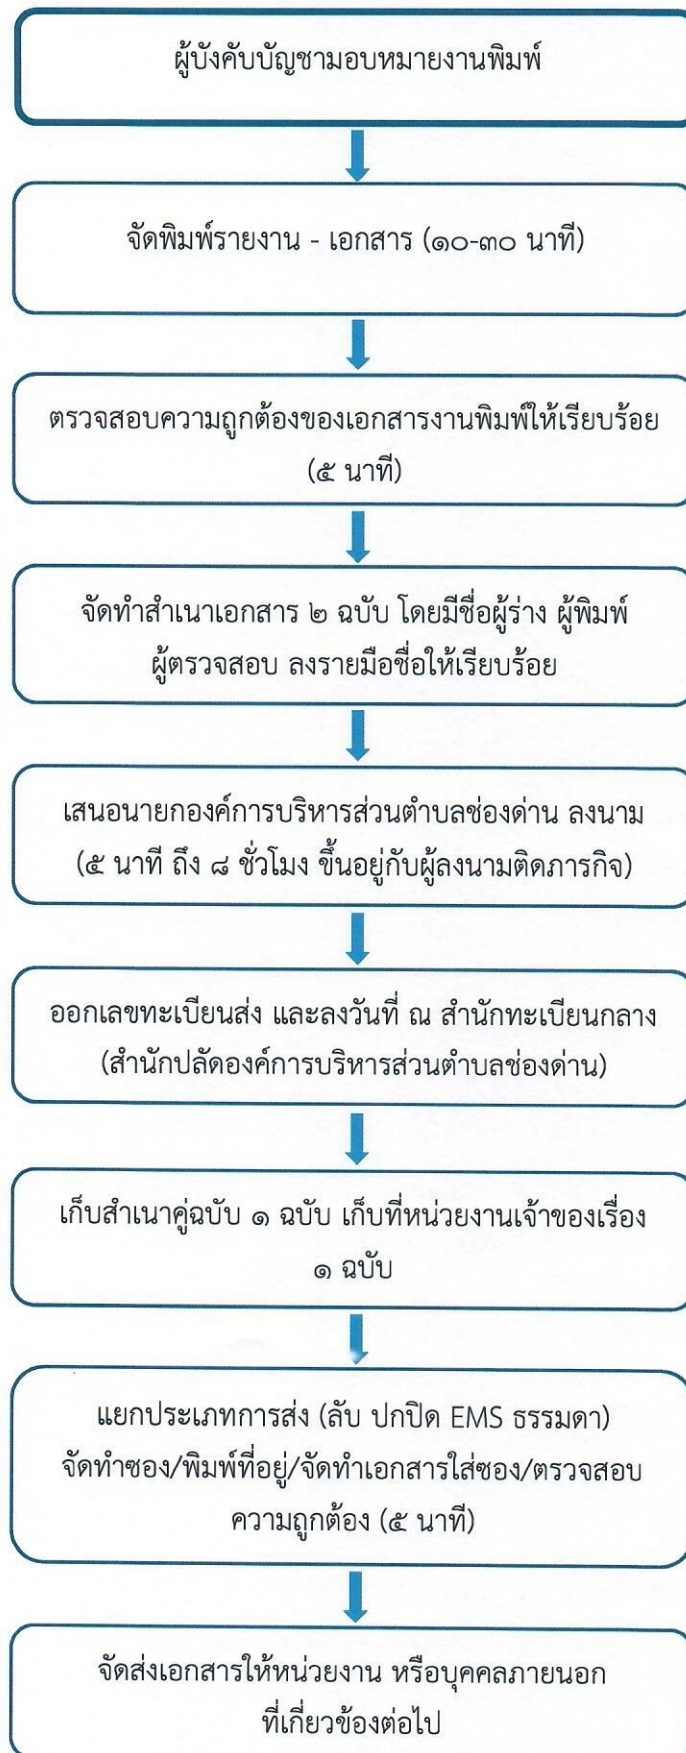 ผู้บังคับบัญชามอบหมายงานพิมพ์
จัดพิมพ์รายงาน - เอกสาร (๑๐-๓๐ นาที)
ตรวจสอบความถูกต้องของเอกสารงานพิมพ์ให้เรียบร้อย
(๕ นาที)
จัดทำสำเนาเอกสาร ๒ ฉบับ โดยมีชื่อผู้ร่าง ผู้พิมพ์
ผู้ตรวจสอบ ลงรายมือชื่อให้เรียบร้อย
เสนอนายกองค์การบริหารส่วนตำบลช่องด่าน ลงนาม
(๕ นาที ถึง ๘ ชั่วโมง ขึ้นอยู่กับผู้ลงนามติดภารกิจ)
ออกเลขทะเบียนส่ง และลงวันที่ ณ สำนักทะเบียนกลาง
(สำนักปลัดองค์การบริหารส่วนตำบลช่องด่าน)
เก็บสำเนาคู่ฉบับ ๑ ฉบับ เก็บที่หน่วยงานเจ้าของเรื่อง
๑ ฉบับ
แยกประเภทการส่ง (ลับ ปกปิด EMS ธรรมดา)
จัดทำซอง/พิมพ์ที่อยู่/จัดทำเอกสารใส่ซอง/ตรวจสอบ
ความถูกต้อง (๕ นาที)
จัดส่งเอกสารให้หน่วยงาน หรือบุคคลภายนอก
ที่เกี่ยวข้องต่อไป